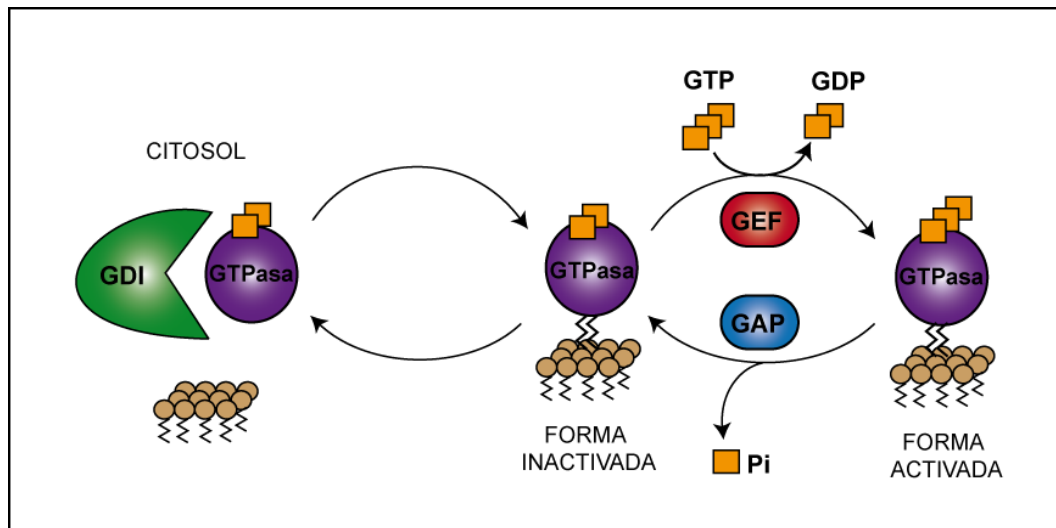 GTP
GDP
CITOSOL
GEF
GDI
GTPasa
GTPasa
GTPasa
GAP
FORMA
INACTIVADA
Pi
FORMA
ACTIVADA